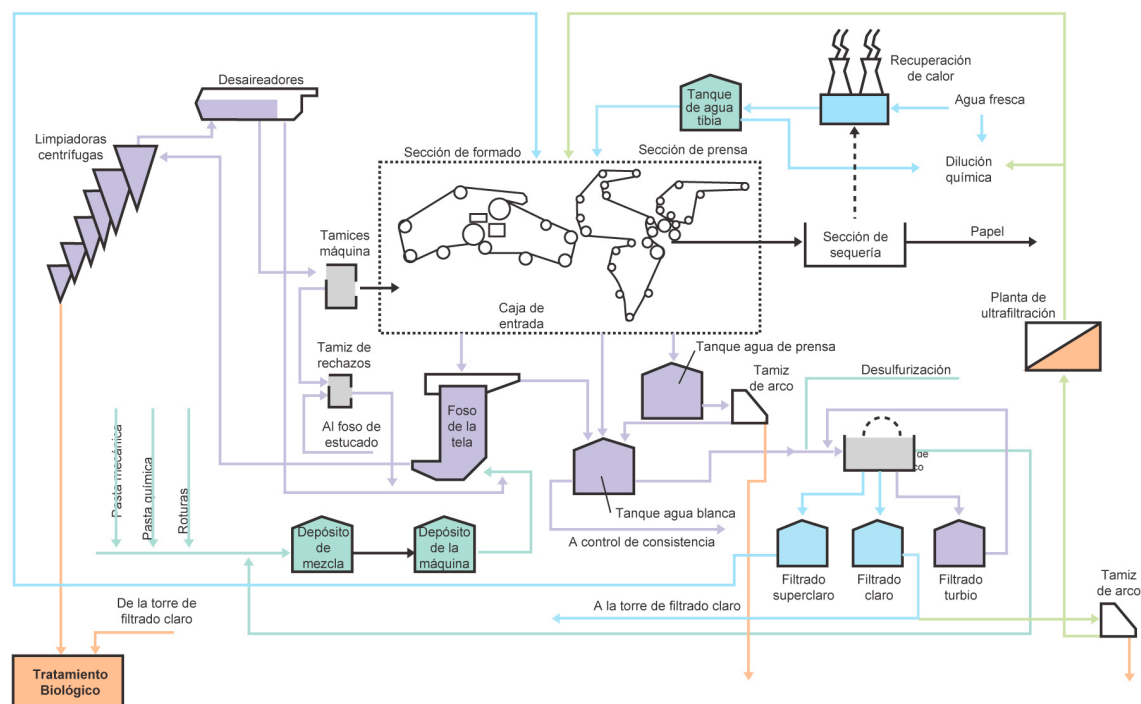 Desaireadores
Limpiadoras
centrífugas
Tanque
de agua
tibia
Recuperación
de calor
Agua fresca
Dilución
química
Sección de formado
Sección de prensa
Tamices
máquina
Sección de
sequería
Papel
Caja de
entrada
Planta de
ultrafiltración
Tamiz de
rechazos
Tanque agua de prensa
Tamiz
de arco
Desulfurización
Al foso de
estucado
Foso
de la
tela
de
co
Pasta mecánica
Pasta química
Roturas
Tanque agua blanca
A control de consistencia
Depósito
de
mezcla
Depósito
de la
máquina
Filtrado
superclaro
Filtrado
claro
Filtrado
turbio
Tamiz
de arco
De la torre de
filtrado claro
A la torre de filtrado claro
Tratamiento
Biológico